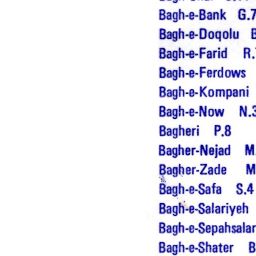 Bagh-e-Bank G.7
Bagh-e-Doqolu
Bagh-e-Farid R.
Bagh-e-Ferdows
Bagh-e-Kompani
Bagh-e-Now N.3
Bagheri P.8
Bagher-Nejad M
Bagher-Zade M
Bagh-e-Safa S.4
Bagh-e-Salariyeh
Bagh-e-Sepahsalar
Bagh-e-Shater B